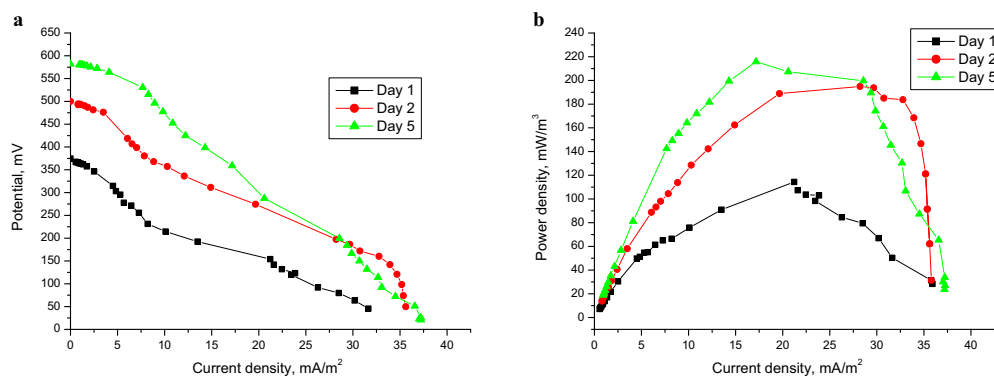 a
650
600
550
500
450
400
350
300
250
200
150
100
50
0
Potential, mV
0 5 10 15 20 25 30 35 40
Current density, mA/m²
Day 1
Day 2
Day 5
b
240
220
200
180
160
140
120
100
80
60
40
20
0
Power density, mW/m³
0 5 10 15 20 25 30 35 40
Current density, mA/m²
Day 1
Day 2
Day 5